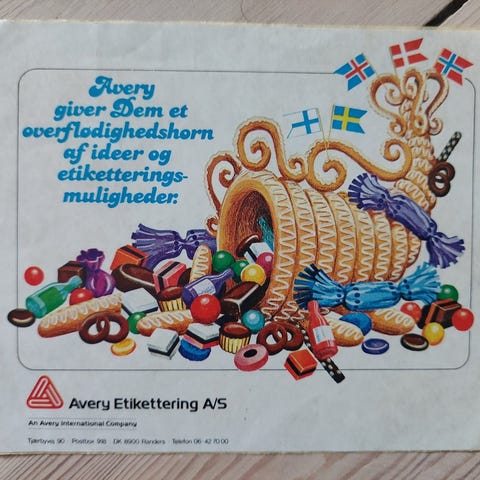 Avery
giver Dem et
overflødighedshorn
af ideer og
etiketterings-
muligheder:
Avery Etikettering A/S
An Avery International Company
Tjærbyvej 90 · Postbox 918 · DK 8900 Randers · Telefon 06 · 42 70 00